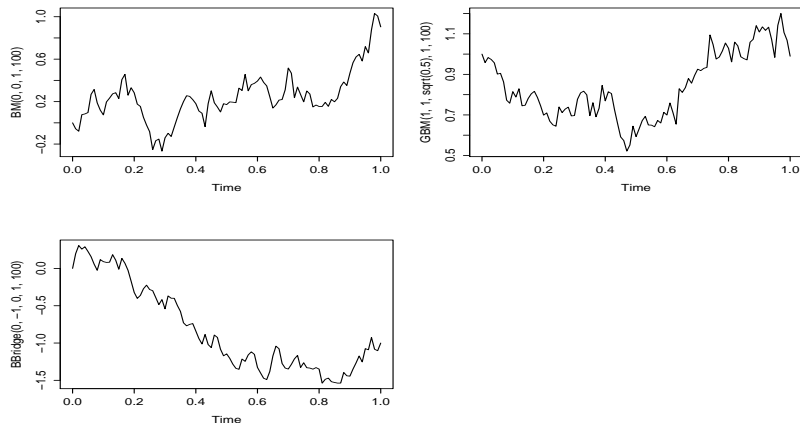 BM(0, 0, 1, 100)
1.0
0.6
0.2
−0.2
0.0 0.2 0.4 0.6 0.8 1.0
Time
GBM(1, 1, sqrt(0.5), 1, 100)
1.1
0.9
0.7
0.5
0.0 0.2 0.4 0.6 0.8 1.0
Time
BBridge(0, −1, 0, 1, 100)
0.0
−0.5
−1.0
−1.5
0.0 0.2 0.4 0.6 0.8 1.0
Time